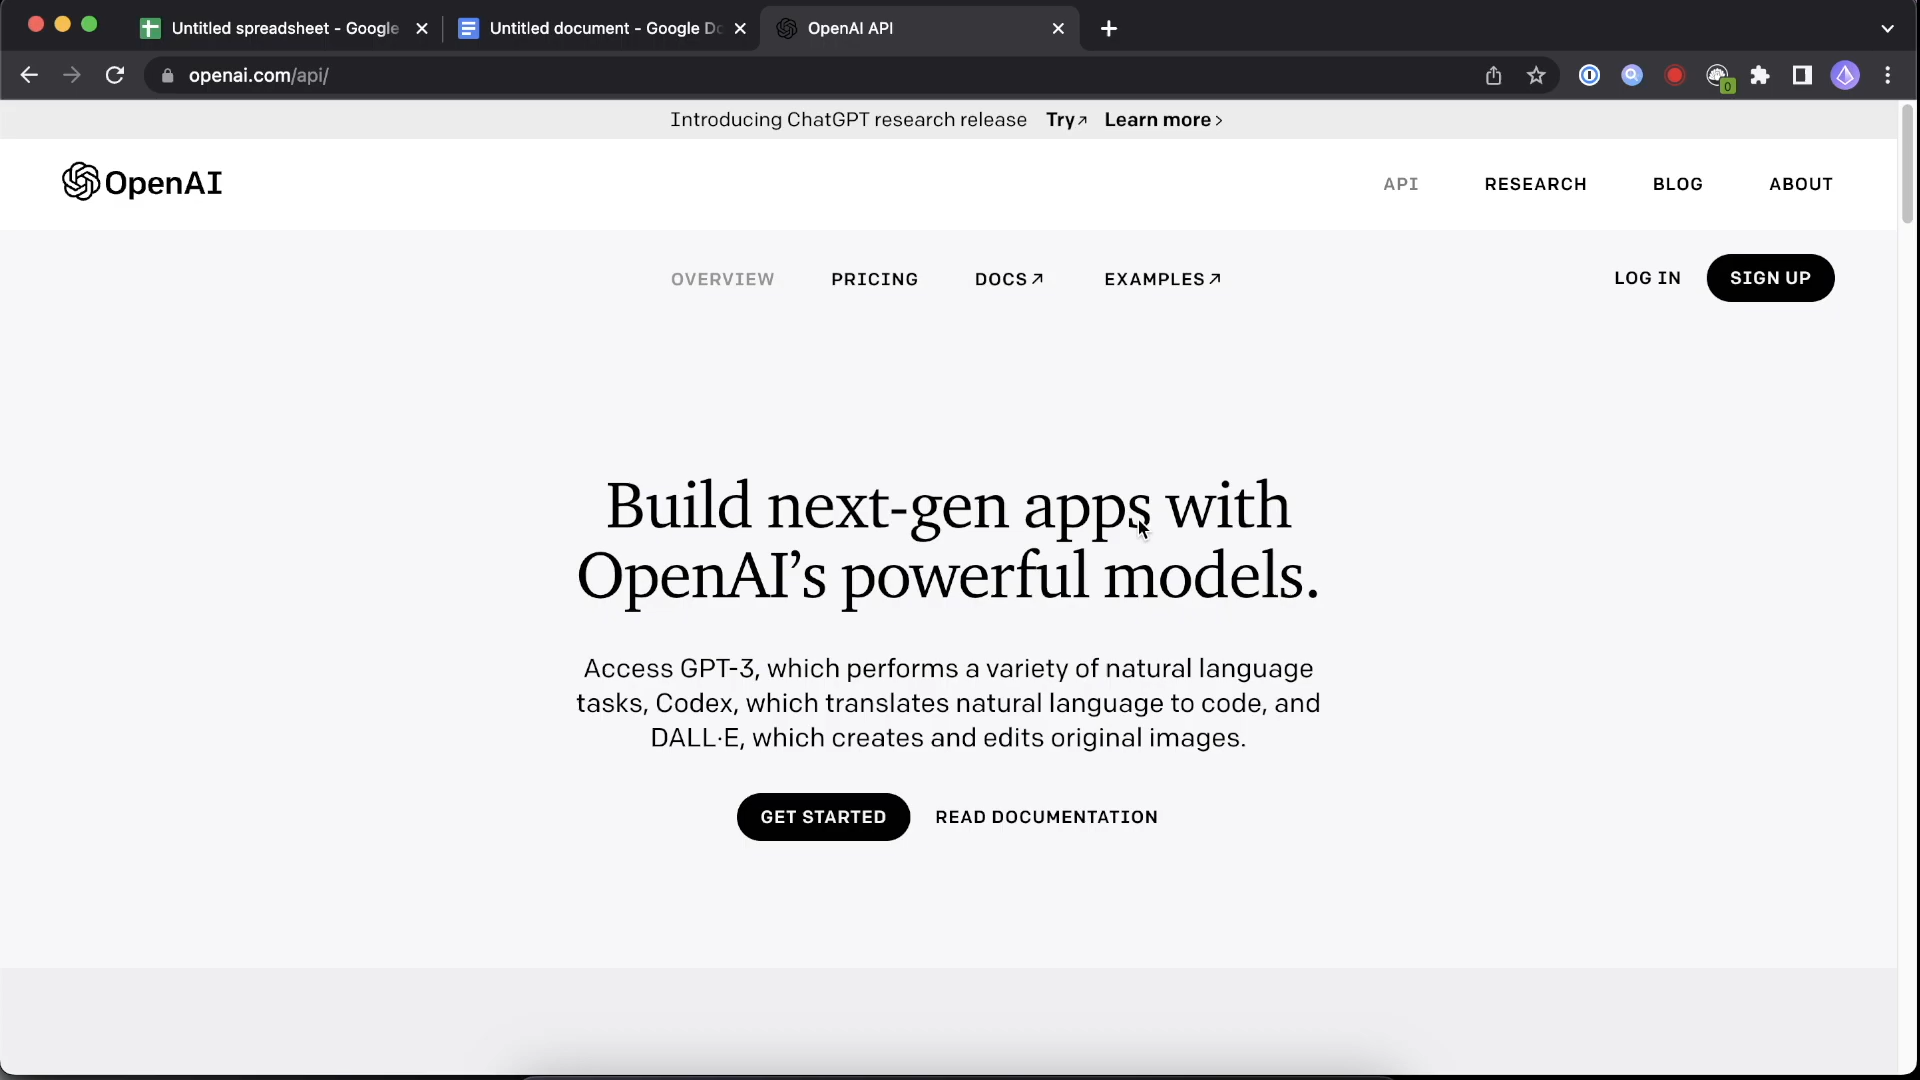 Untitled spreadsheet - Google
Untitled document - Google Do
OpenAI API
openai.com/api/
0
Introducing ChatGPT research release Try↗ Learn more ›
OpenAI
API RESEARCH BLOG ABOUT
OVERVIEW PRICING DOCS↗ EXAMPLES↗ LOG IN SIGN UP
Build next-gen apps with
OpenAI’s powerful models.
Access GPT-3, which performs a variety of natural language
tasks, Codex, which translates natural language to code, and
DALL·E, which creates and edits original images.
GET STARTED READ DOCUMENTATION